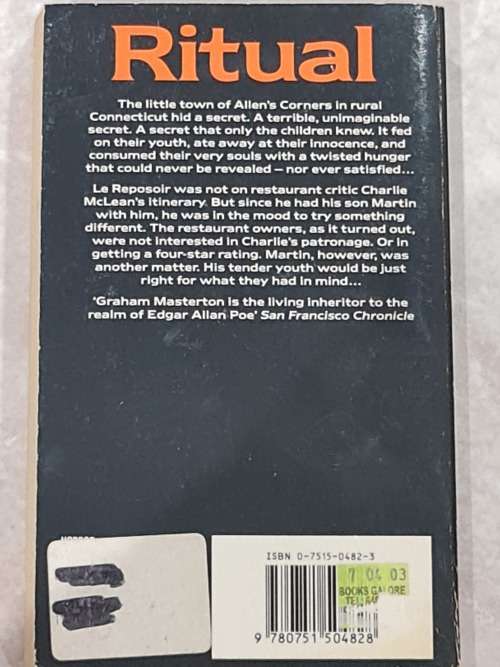 Ritual
The little town of Allen's Corners in rural
Connecticut hid a secret. A terrible, unimaginable
secret. A secret that only the children knew. It fed
on their youth, ate away at their innocence, and
consumed their very souls with a twisted hunger
that could never be revealed – nor ever satisfied...
Le Reposoir was not on restaurant critic Charlie
McLean's itinerary. But since he had his son Martin
with him, he was in the mood to try something
different. The restaurant owners, as it turned out,
were not interested in Charlie's patronage. Or in
getting a four-star rating. Martin, however, was
another matter. His tender youth would be just
right for what they had in mind...
'Graham Masterton is the living inheritor to the
realm of Edgar Allan Poe' San Francisco Chronicle
ISBN 0-7515-0482-3
7 04 03
BOOKS GALORE
9 780751 504828